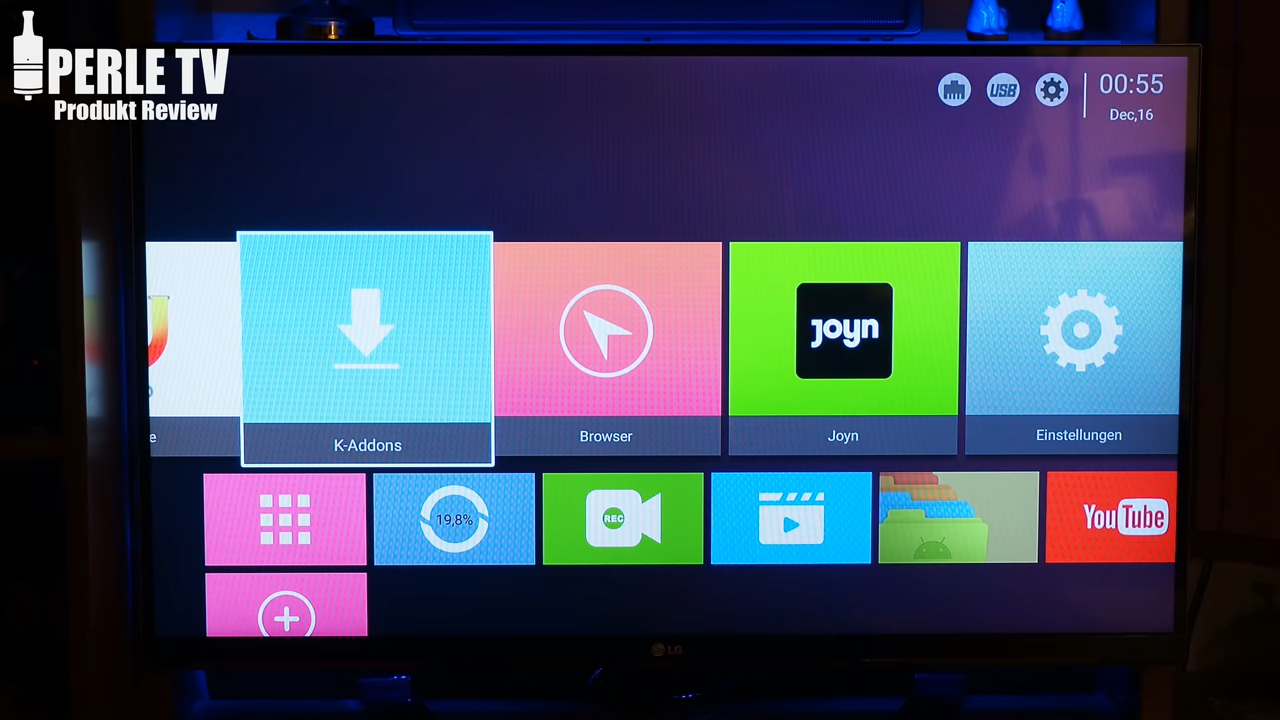 PERLE TV
Produkt Review
USB
00:55
Dec,16
joyn
e
K-Addons
Browser
Joyn
Einstellungen
19,8%
REC
YouTube
LG